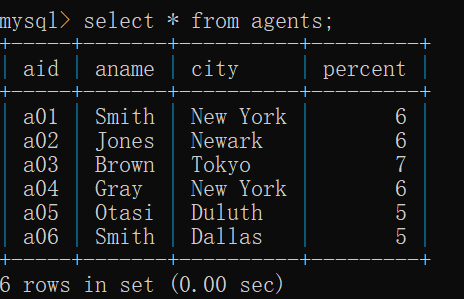 mysql> select * from agents;
+-----+-------+----------+---------+
| aid | aname | city     | percent |
+-----+-------+----------+---------+
| a01 | Smith | New York |       6 |
| a02 | Jones | Newark   |       6 |
| a03 | Brown | Tokyo    |       7 |
| a04 | Gray  | New York |       6 |
| a05 | Otasi | Duluth   |       5 |
| a06 | Smith | Dallas   |       5 |
+-----+-------+----------+---------+
6 rows in set (0.00 sec)